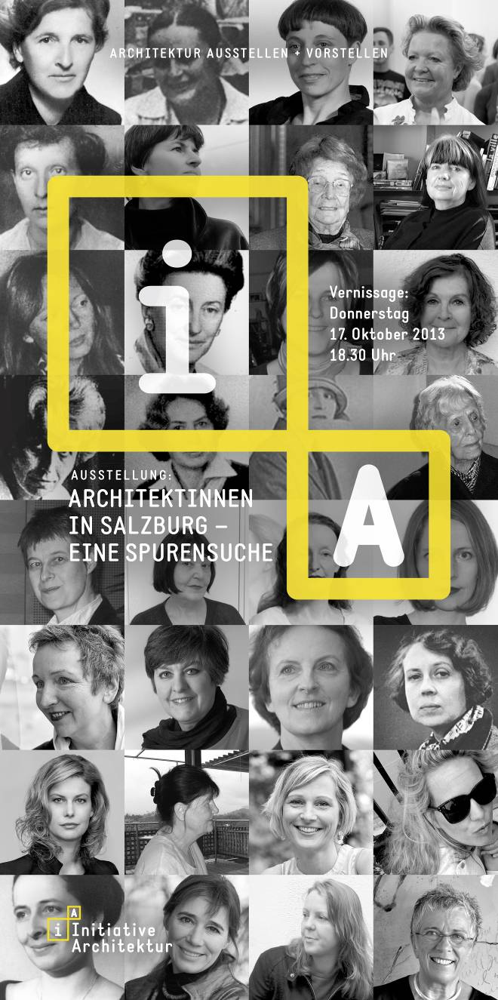 ARCHITEKTUR AUSSTELLEN + VORSTELLEN
i
Vernissage:
Donnerstag
17. Oktober 2013
18.30 Uhr
AUSSTELLUNG:
ARCHITEKTINNEN
IN SALZBURG –
EINE SPURENSUCHE
A
A
i Initiative
Architektur